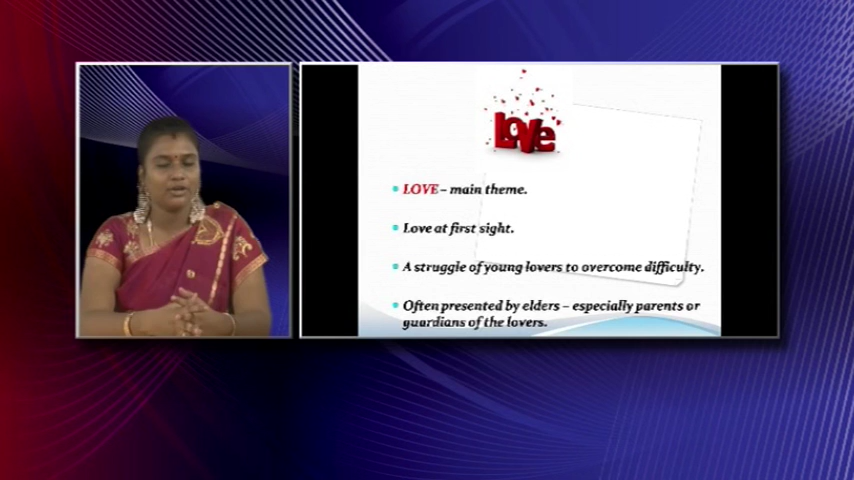 love
LOVE – main theme.
Love at first sight.
A struggle of young lovers to overcome difficulty.
Often presented by elders – especially parents or
guardians of the lovers.